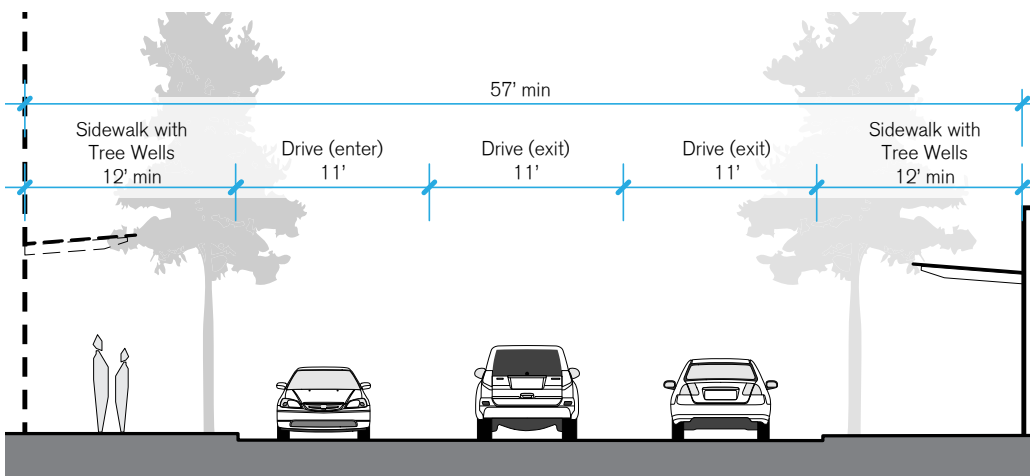 57’ min
Sidewalk with
Tree Wells
12’ min
Drive (enter)
11’
Drive (exit)
11’
Drive (exit)
11’
Sidewalk with
Tree Wells
12’ min